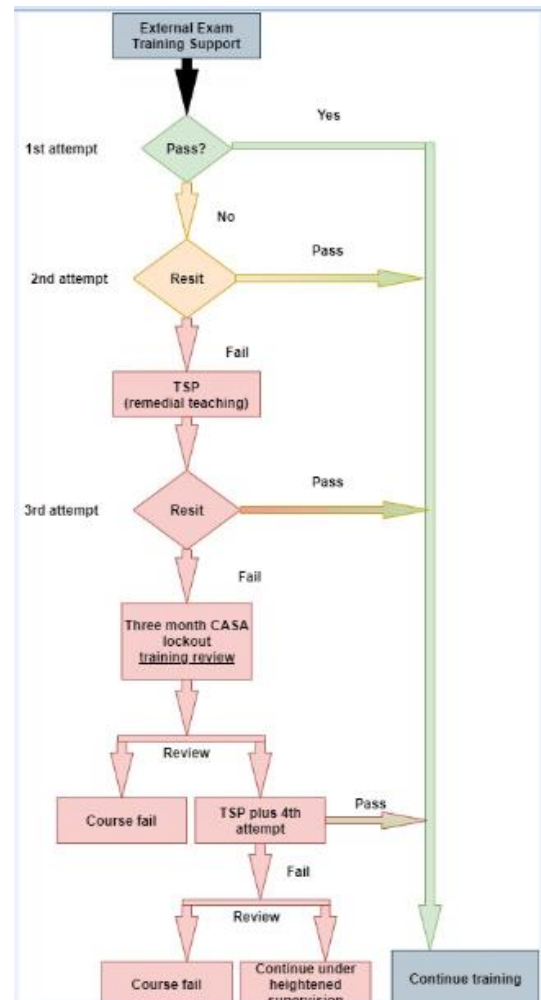 External Exam
Training Support
Yes
1st attempt
Pass?
No
Pass
2nd attempt
Resit
Fail
TSP
(remedial teaching)
Pass
3rd attempt
Resit
Fail
Three month CASA
lockout
training review
Review
Course fail
TSP plus 4th
attempt
Pass
Fail
Review
Course fail
Continue under
heightened
supervision
Continue training